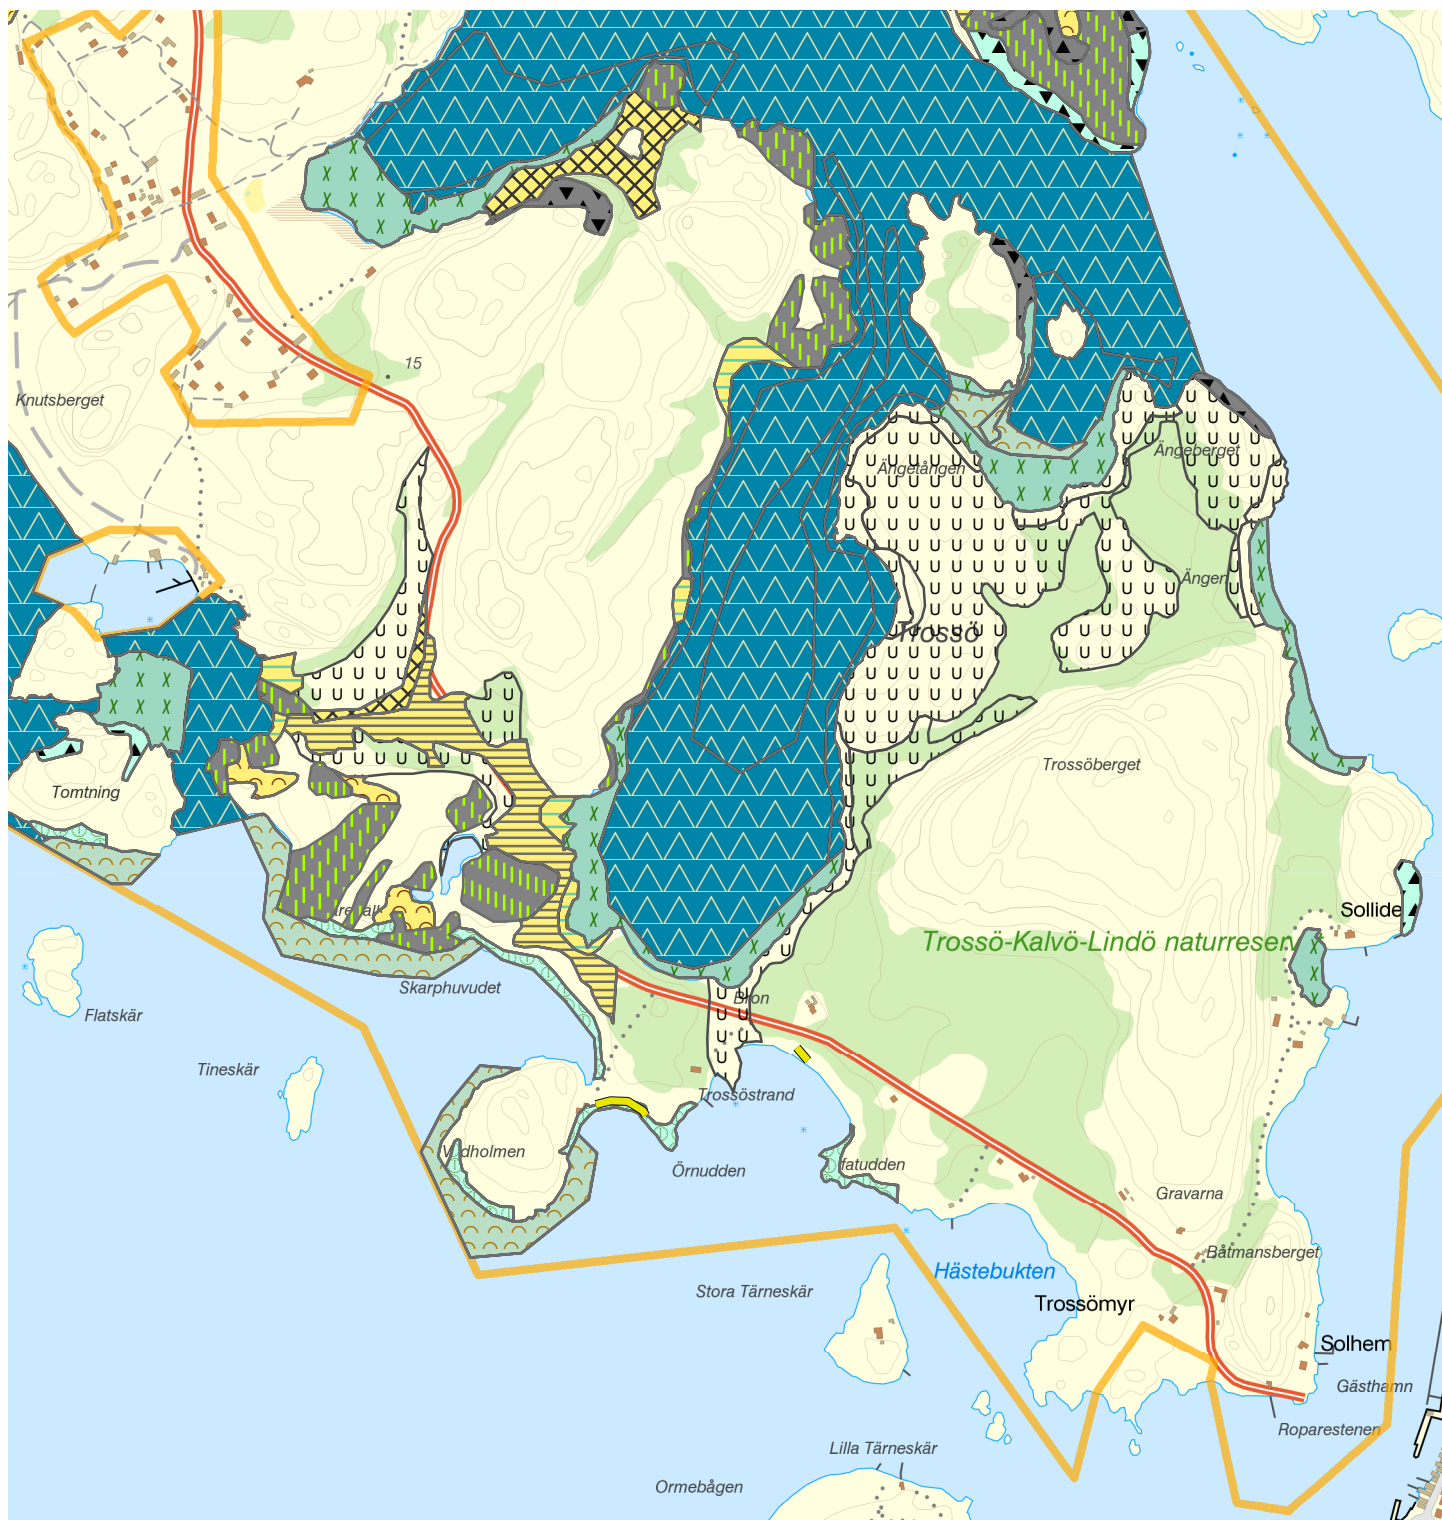 15
Knutsberget
Ängetången
Ängeberget
Ängen
Trossö
Trossöberget
Tomtning
Sollide
Trossö-Kalvö-Lindö naturreserv
Skarphuvudet
Bron
Flatskär
Tineskär
Trossöstrand
Örnudden
Gravarna
Båtmansberget
Hästebukten
Stora Tärneskär
Trossömyr
Solhem
Gästhamn
Roparestenen
Lilla Tärneskär
Ormebågen